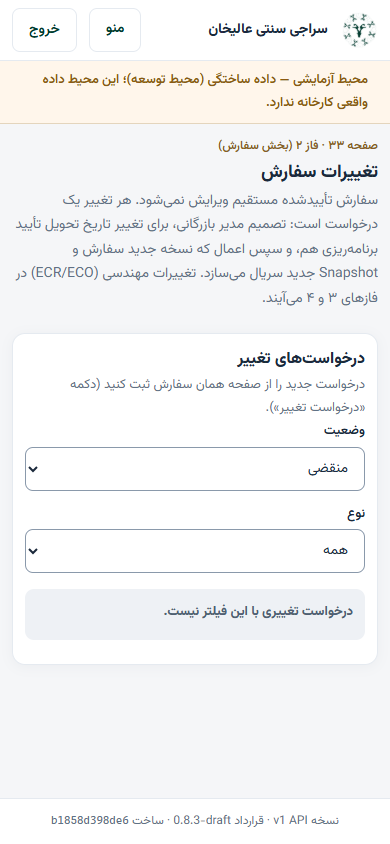 سراجی سنتی عالیخان
منو
خروج
محیط آزمایشی — داده ساختگی (محیط توسعه)؛ این محیط داده
واقعی کارخانه ندارد.
صفحه ۳۳ · فاز ۲ (بخش سفارش)
تغییرات سفارش
سفارش تأییدشده مستقیم ویرایش نمی‌شود. هر تغییر یک
درخواست است: تصمیم مدیر بازرگانی، برای تغییر تاریخ تحویل تأیید
برنامه‌ریزی هم، و سپس اعمال که نسخه جدید سفارش و
Snapshot جدید سریال می‌سازد. تغییرات مهندسی (ECR/ECO) در
فازهای ۳ و ۴ می‌آیند.
درخواست‌های تغییر
درخواست جدید را از صفحه همان سفارش ثبت کنید (دکمه
«درخواست تغییر»).
وضعیت
منقضی
نوع
همه
درخواست تغییری با این فیلتر نیست.
نسخه v1 API · قرارداد 0.8.3-draft · ساخت b1858d398de6